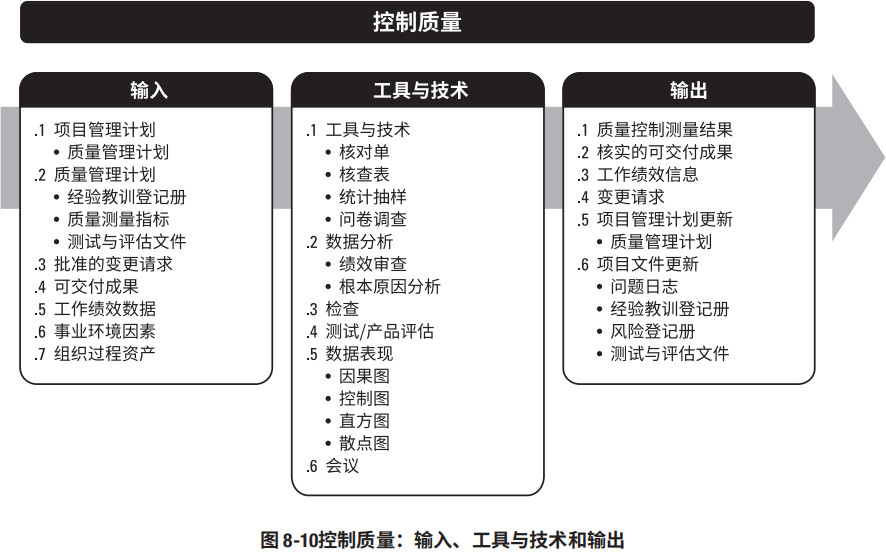 控制质量
输入
.1 项目管理计划
• 质量管理计划
.2 质量管理计划
• 经验教训登记册
• 质量测量指标
• 测试与评估文件
.3 批准的变更请求
.4 可交付成果
.5 工作绩效数据
.6 事业环境因素
.7 组织过程资产
工具与技术
.1 工具与技术
• 核对单
• 核查表
• 统计抽样
• 问卷调查
.2 数据分析
• 绩效审查
• 根本原因分析
.3 检查
.4 测试/产品评估
.5 数据表现
• 因果图
• 控制图
• 直方图
• 散点图
.6 会议
输出
.1 质量控制测量结果
.2 核实的可交付成果
.3 工作绩效信息
.4 变更请求
.5 项目管理计划更新
• 质量管理计划
.6 项目文件更新
• 问题日志
• 经验教训登记册
• 风险登记册
• 测试与评估文件
图 8-10控制质量：输入、工具与技术和输出